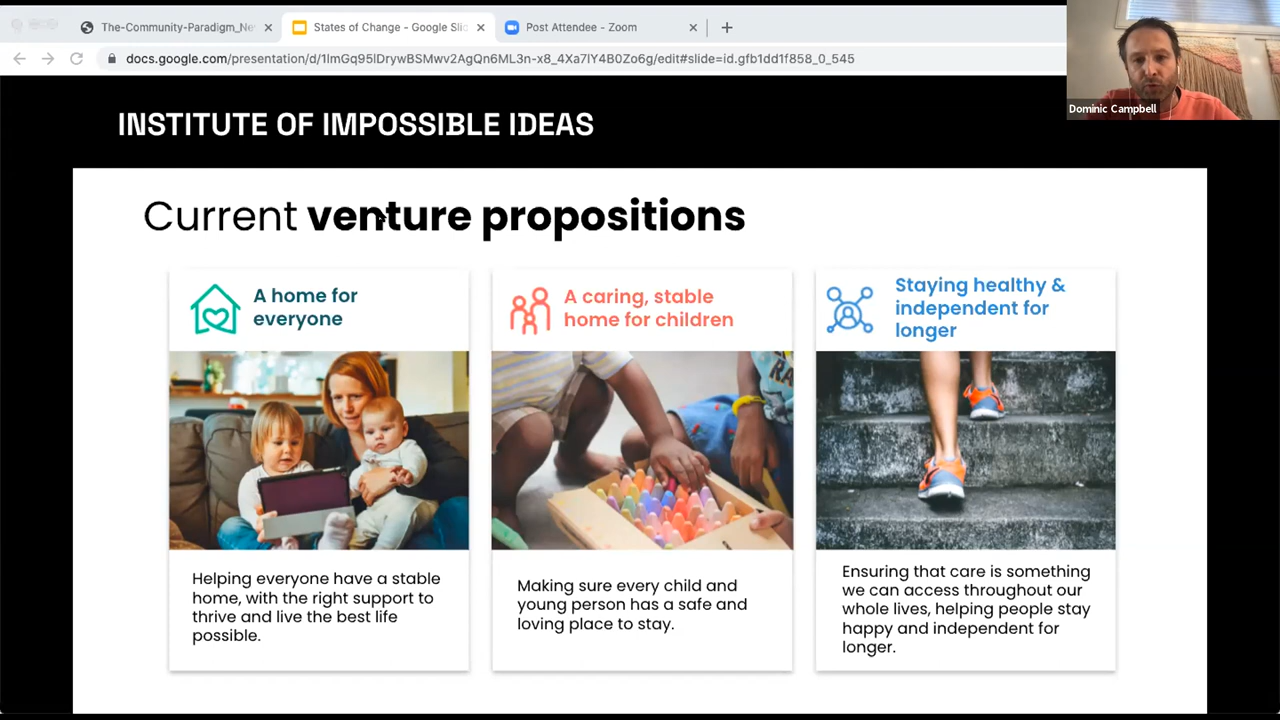 The-Community-Paradigm_Ne
States of Change - Google Slid
Post Attendee - Zoom
docs.google.com/presentation/d/1lmGq95lDrywBSMwv2AgQn6ML3n-x8_4Xa7lY4B0Zo6g/edit#slide=id.gfb1dd1f858_0_545
Dominic Campbell
INSTITUTE OF IMPOSSIBLE IDEAS
Current venture propositions
A home for
everyone
Helping everyone have a stable
home, with the right support to
thrive and live the best life
possible.
A caring, stable
home for children
Making sure every child and
young person has a safe and
loving place to stay.
Staying healthy &
independent for
longer
Ensuring that care is something
we can access throughout our
whole lives, helping people stay
happy and independent for
longer.